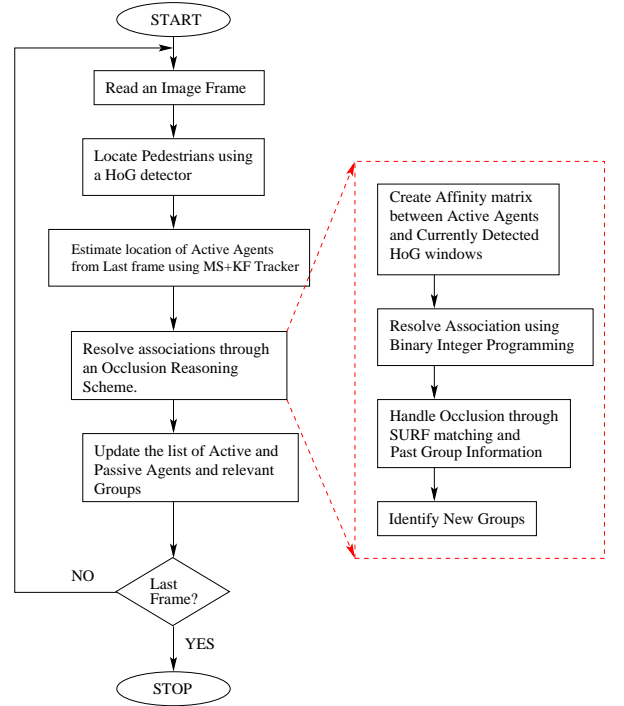 START
Read an Image Frame
Locate Pedestrians using
a HoG detector
Estimate location of Active Agents
from Last frame using MS+KF Tracker
Resolve associations through
an Occlusion Reasoning
Scheme.
Update the list of Active and
Passive Agents and relevant
Groups
Last
Frame?
NO
YES
STOP
Create Affinity matrix
between Active Agents
and Currently Detected
HoG windows
Resolve Association using
Binary Integer Programming
Handle Occlusion through
SURF matching and
Past Group Information
Identify New Groups